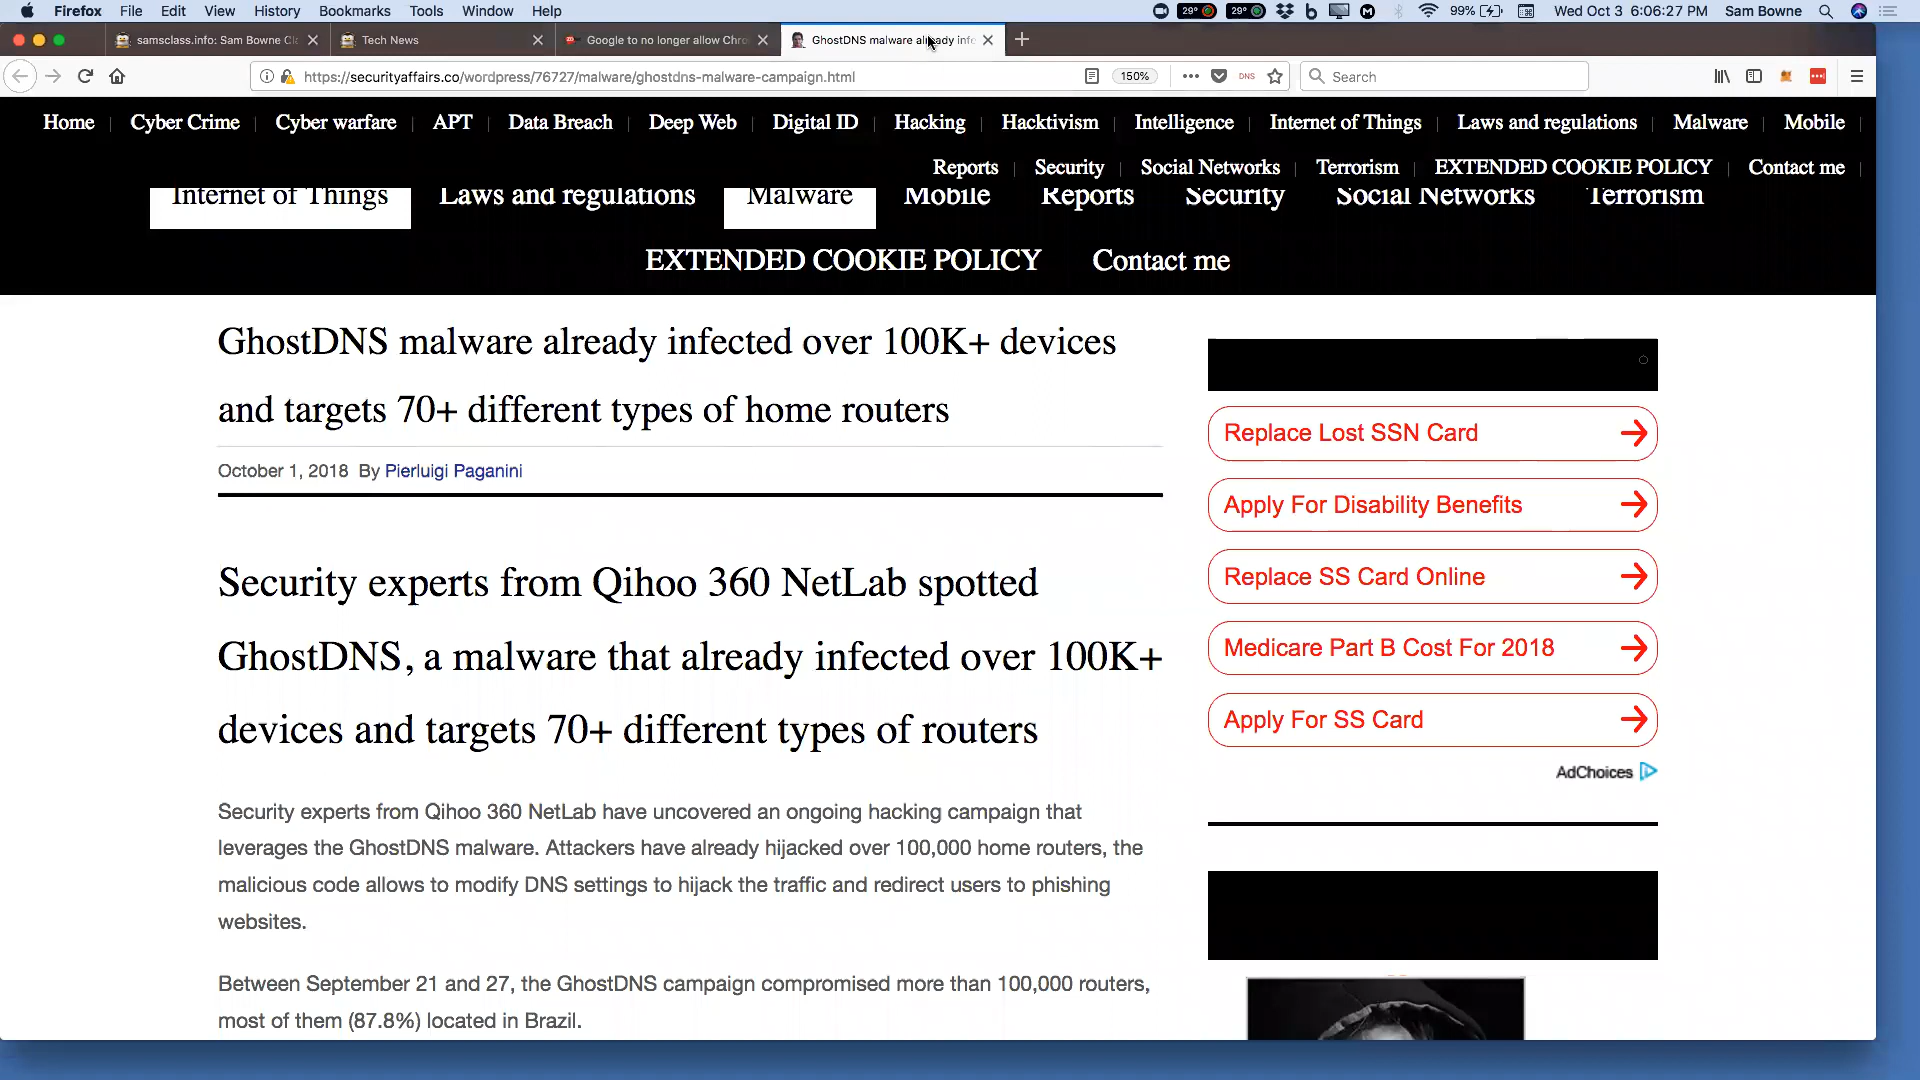 Firefox File Edit View History Bookmarks Tools Window Help 29° 29° 99% Wed Oct 3 6:06:27 PM Sam Bowne
samsclass.info: Sam Bowne Cl Tech News Google to no longer allow Chro GhostDNS malware already infe
https://securityaffairs.co/wordpress/76727/malware/ghostdns-malware-campaign.html 150% DNS Search
Home Cyber Crime Cyber warfare APT Data Breach Deep Web Digital ID Hacking Hacktivism Intelligence Internet of Things Laws and regulations Malware Mobile
Reports Security Social Networks Terrorism EXTENDED COOKIE POLICY Contact me
Internet of Things Laws and regulations Malware Mobile Reports Security Social Networks Terrorism
EXTENDED COOKIE POLICY Contact me
GhostDNS malware already infected over 100K+ devices
and targets 70+ different types of home routers
October 1, 2018 By Pierluigi Paganini
Security experts from Qihoo 360 NetLab spotted
GhostDNS, a malware that already infected over 100K+
devices and targets 70+ different types of routers
Security experts from Qihoo 360 NetLab have uncovered an ongoing hacking campaign that
leverages the GhostDNS malware. Attackers have already hijacked over 100,000 home routers, the
malicious code allows to modify DNS settings to hijack the traffic and redirect users to phishing
websites.
Between September 21 and 27, the GhostDNS campaign compromised more than 100,000 routers,
most of them (87.8%) located in Brazil.
Replace Lost SSN Card
Apply For Disability Benefits
Replace SS Card Online
Medicare Part B Cost For 2018
Apply For SS Card
AdChoices